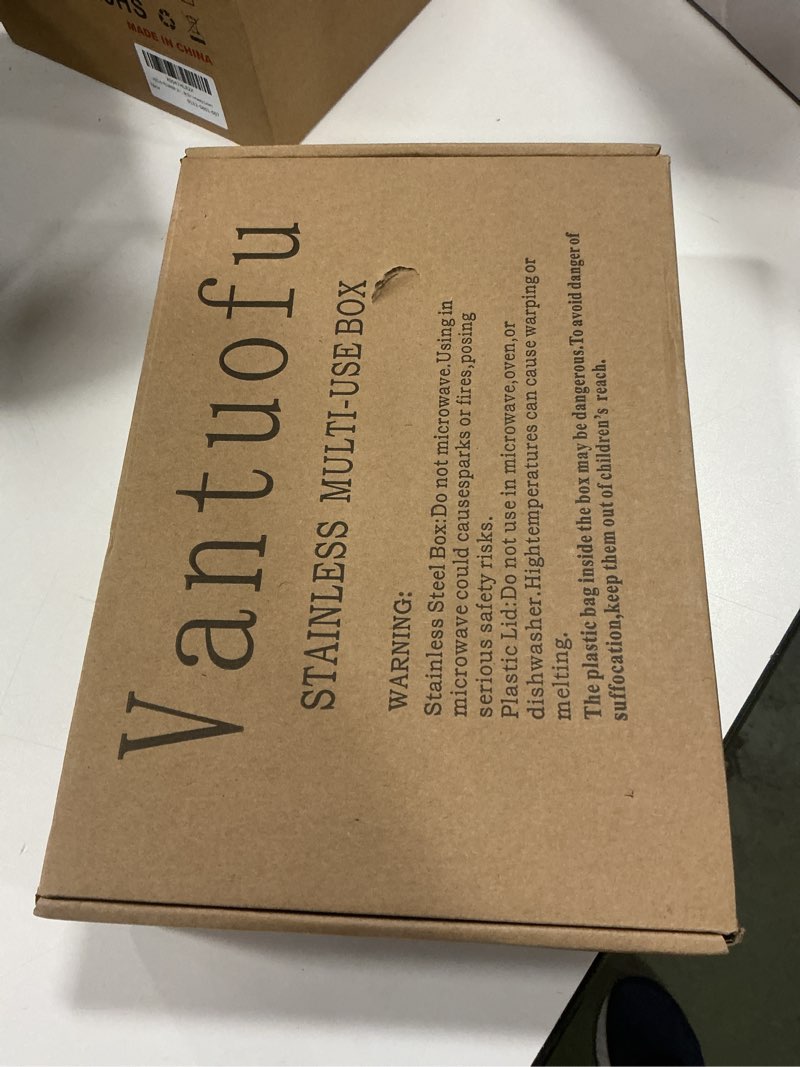 MADE IN CHINA
Vantuofu
STAINLESS MULTI-USE BOX
WARNING:
Stainless Steel Box:Do not microwave.Using in
microwave could causesparks or fires,posing
serious safety risks.
Plastic Lid:Do not use in microwave,oven,or
dishwasher.Hightemperatures can cause warping or
melting.
The plastic bag inside the box may be dangerous.To avoid danger of
suffocation,keep them out of children's reach.